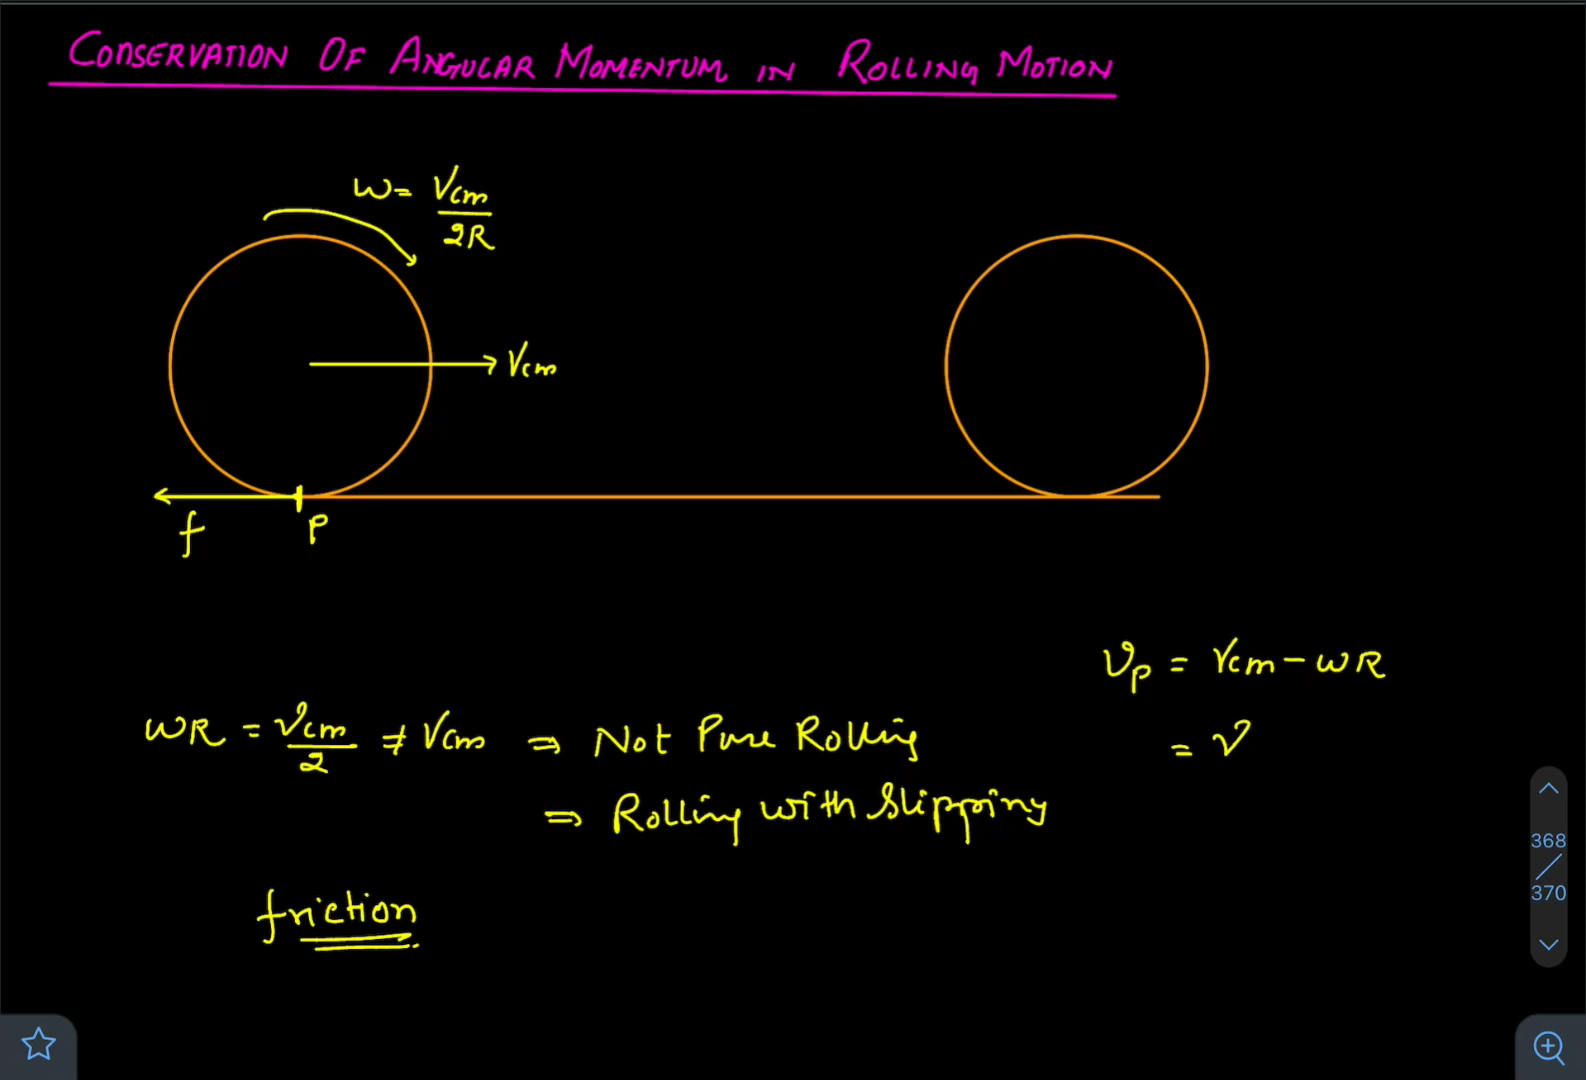 CONSERVATION OF ANGULAR MOMENTUM IN ROLLING MOTION
ω = Vcm/2R
Vcm
f
P
Vp = Vcm - ωR
ωR = Vcm/2 ≠ Vcm ⇒ Not Pure Rolling
= V
⇒ Rolling with Slipping
368
370
friction